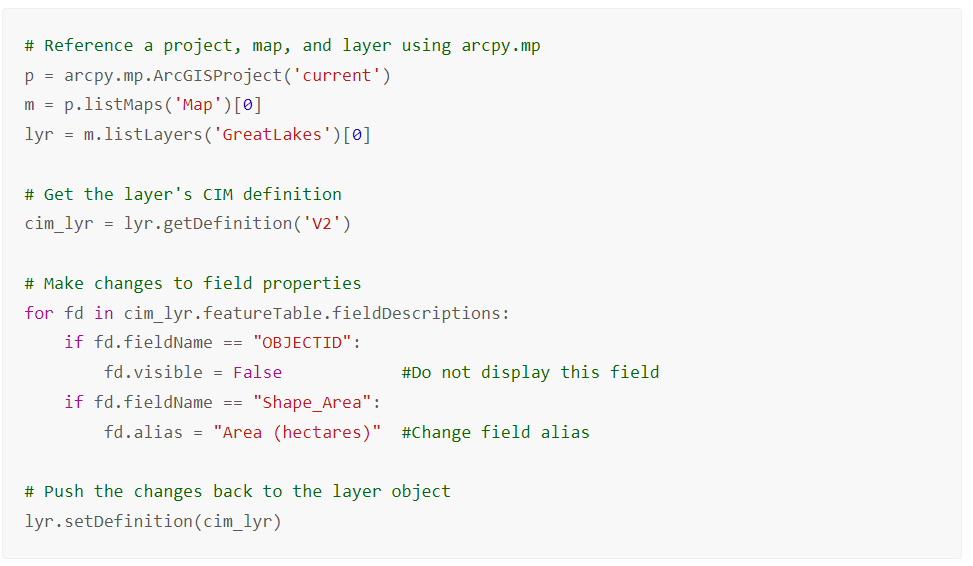 # Reference a project, map, and layer using arcpy.mp
p = arcpy.mp.ArcGISProject('current')
m = p.listMaps('Map')[0]
lyr = m.listLayers('GreatLakes')[0]

# Get the layer's CIM definition
cim_lyr = lyr.getDefinition('V2')

# Make changes to field properties
for fd in cim_lyr.featureTable.fieldDescriptions:
    if fd.fieldName == "OBJECTID":
        fd.visible = False            #Do not display this field
    if fd.fieldName == "Shape_Area":
        fd.alias = "Area (hectares)"  #Change field alias

# Push the changes back to the layer object
lyr.setDefinition(cim_lyr)